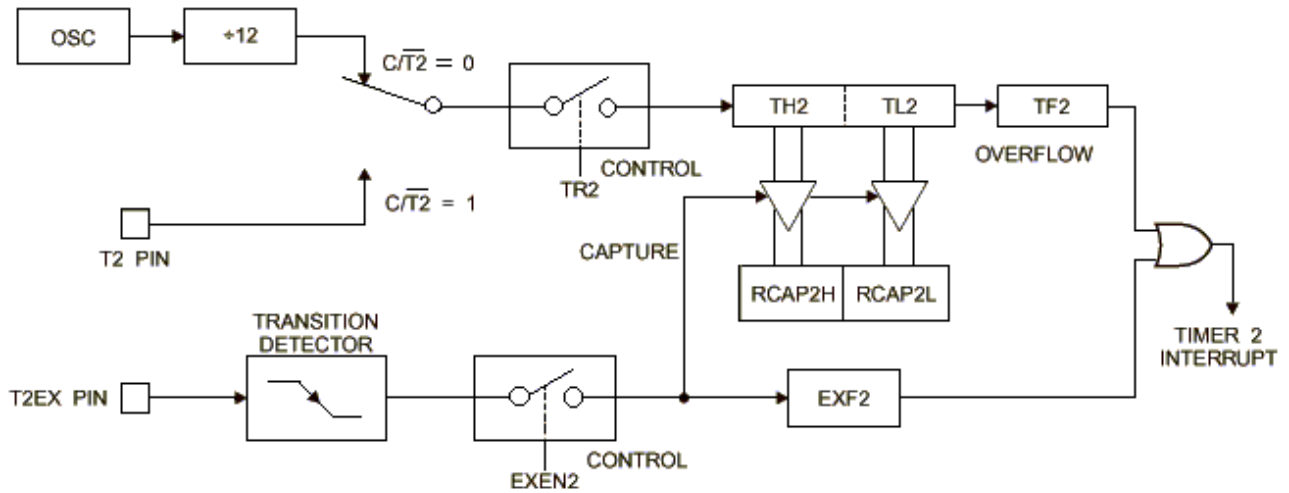 OSC
÷12
C/T2 = 0
TH2
TL2
TF2
OVERFLOW
CONTROL
TR2
C/T2 = 1
T2 PIN
CAPTURE
RCAP2H
RCAP2L
TRANSITION
DETECTOR
TIMER 2
INTERRUPT
T2EX PIN
EXF2
CONTROL
EXEN2